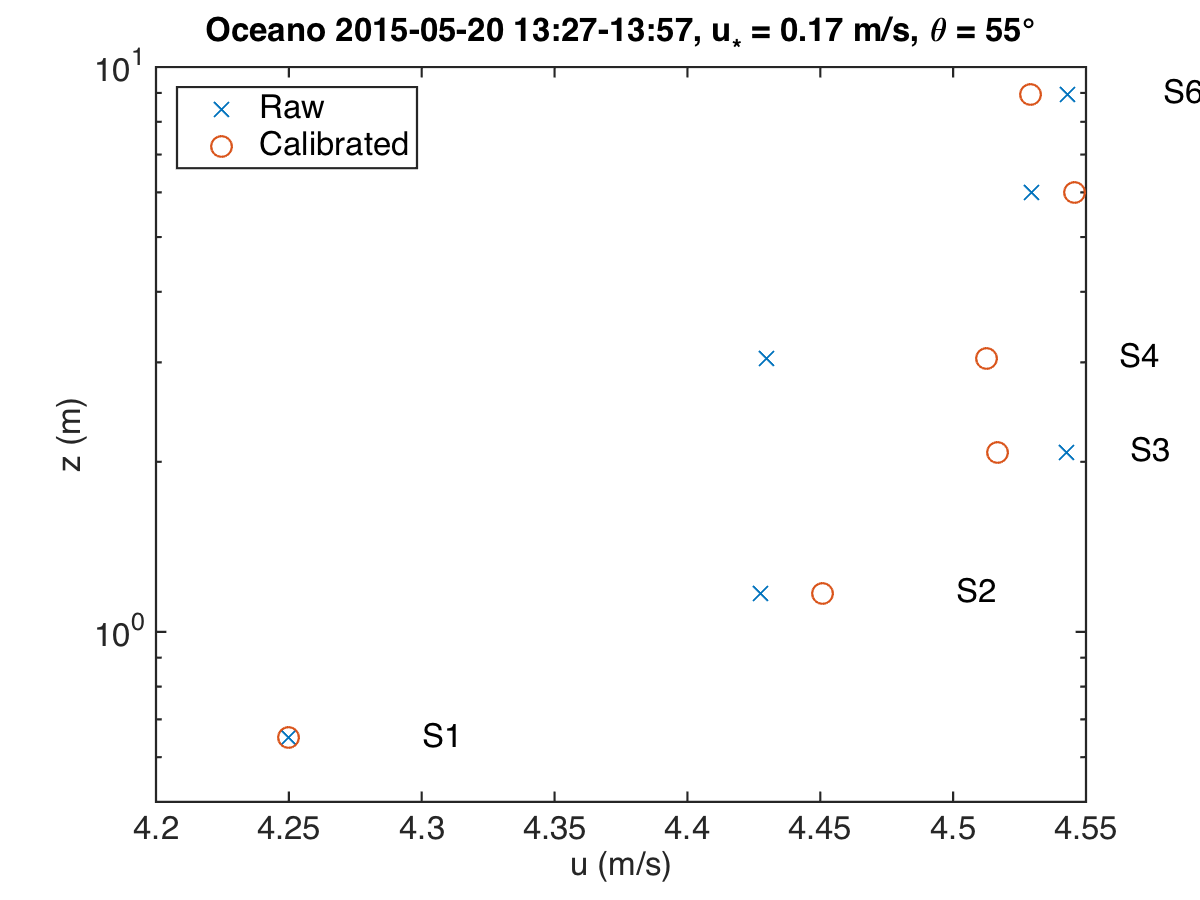 Oceano 2015-05-20 13:27-13:57, u* = 0.17 m/s, θ = 55°
10¹
Raw
Calibrated
S6
S4
S3
z (m)
S2
10⁰
S1
4.2 4.25 4.3 4.35 4.4 4.45 4.5 4.55
u (m/s)